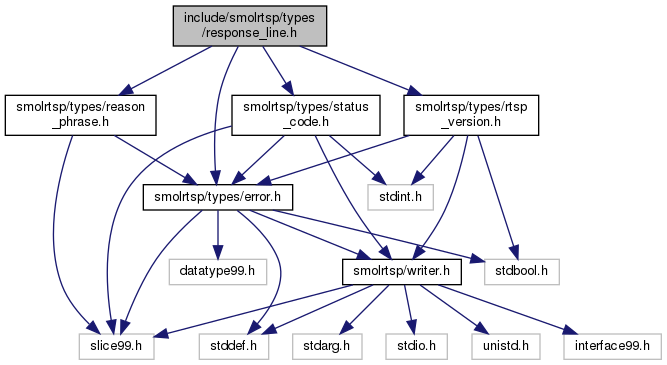 include/smolrtsp/types
/response_line.h
smolrtsp/types/reason
_phrase.h
smolrtsp/types/status
_code.h
smolrtsp/types/rtsp
_version.h
smolrtsp/types/error.h
stdint.h
datatype99.h
smolrtsp/writer.h
stdbool.h
slice99.h
stddef.h
stdarg.h
stdio.h
unistd.h
interface99.h